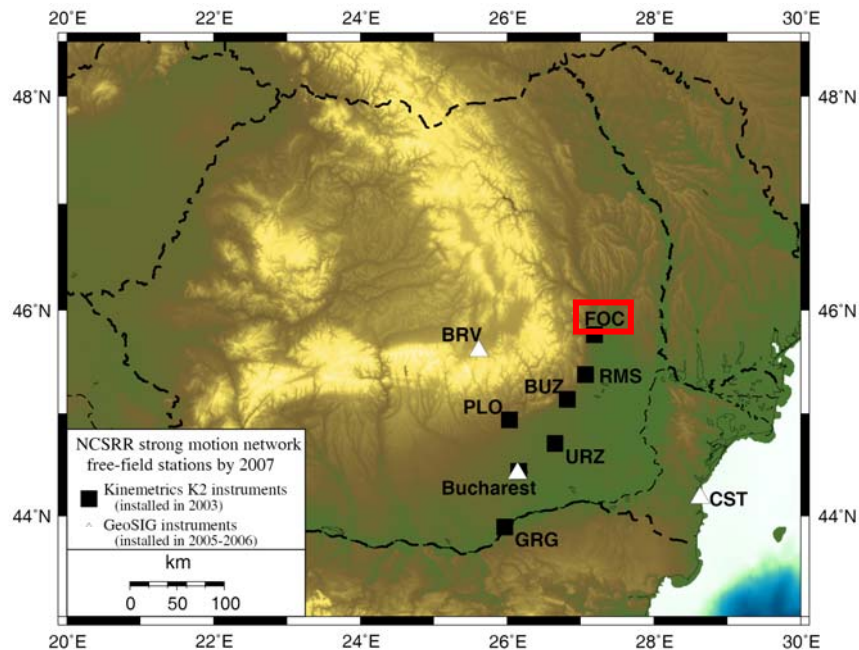 20°E 22°E 24°E 26°E 28°E 30°E
48°N 48°N
46°N 46°N
FOC
BRV
RMS
BUZ
PLO
URZ
Bucharest
CST
44°N 44°N
GRG
NCSRR strong motion network
free-field stations by 2007
Kinemetrics K2 instruments
(installed in 2003)
GeoSIG instruments
(installed in 2005-2006)
km
0 50 100
20°E 22°E 24°E 26°E 28°E 30°E